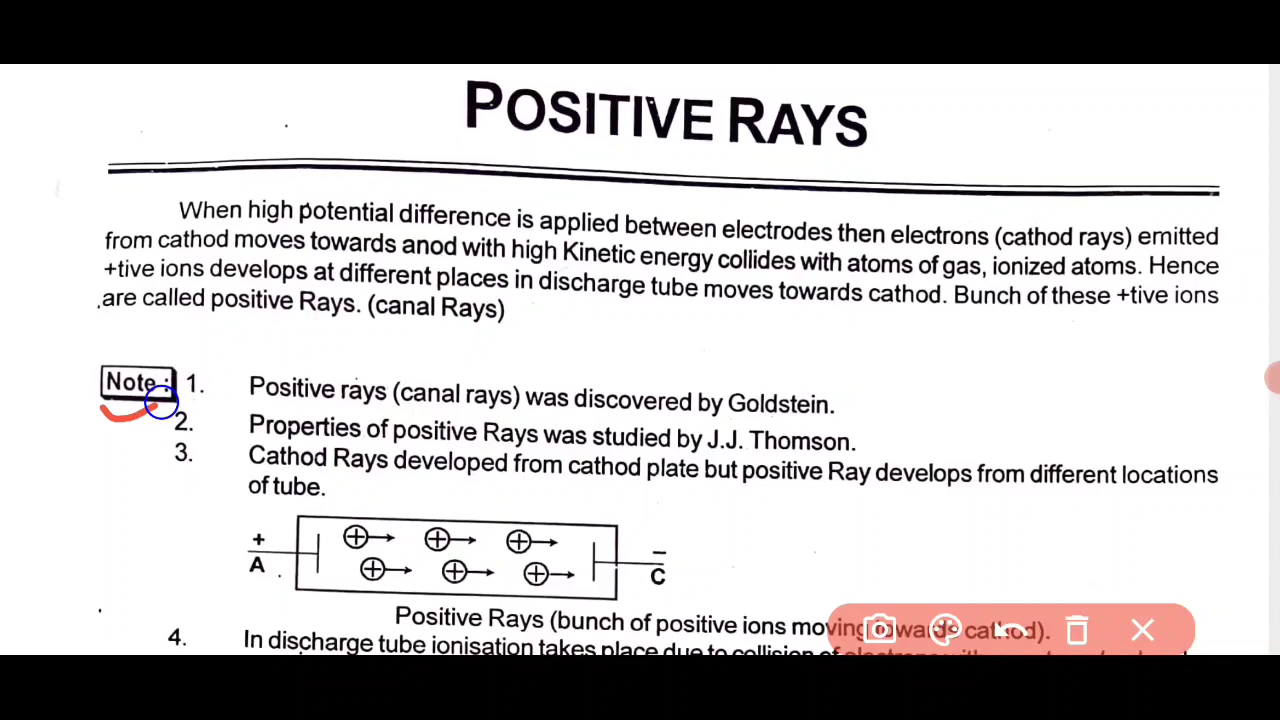 POSITIVE RAYS
When high potential difference is applied between electrodes then electrons (cathod rays) emitted
from cathod moves towards anod with high Kinetic energy collides with atoms of gas, ionized atoms. Hence
+tive ions develops at different places in discharge tube moves towards cathod. Bunch of these +tive ions
are called positive Rays. (canal Rays)
Note : 1. Positive rays (canal rays) was discovered by Goldstein.
2. Properties of positive Rays was studied by J.J. Thomson.
3. Cathod Rays developed from cathod plate but positive Ray develops from different locations
of tube.
+ −
A C
Positive Rays (bunch of positive ions moving towards cathod).
4. In discharge tube ionisation takes place due to collision of